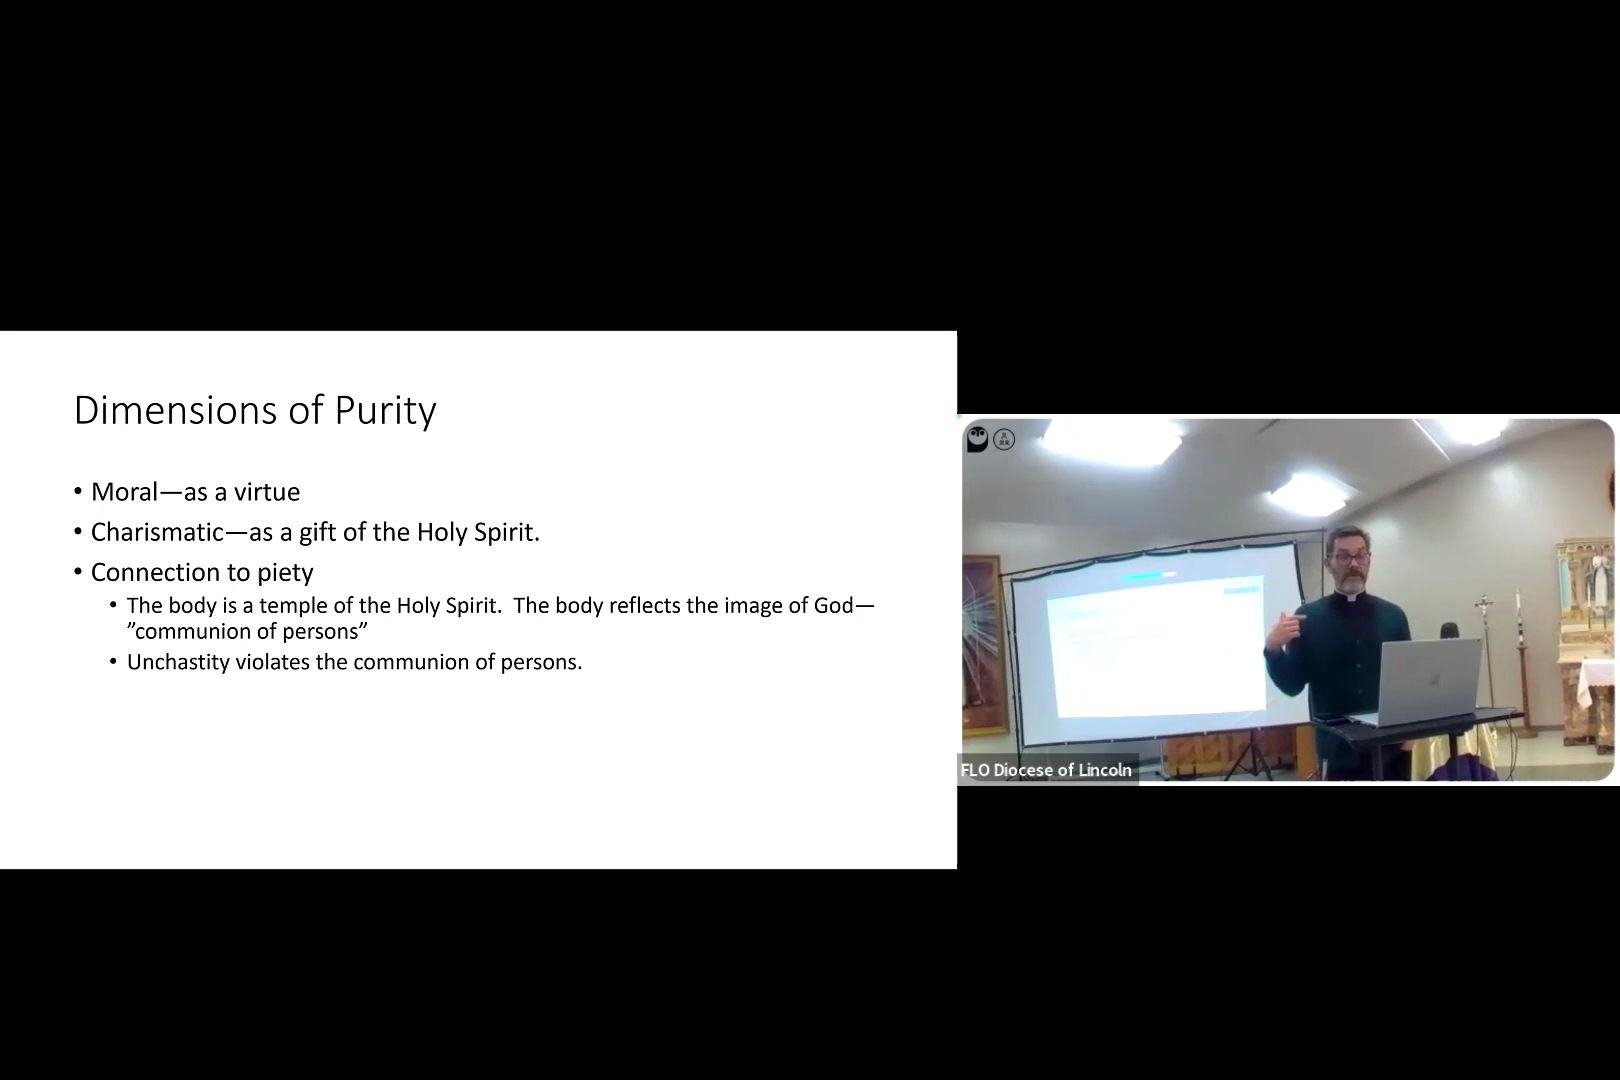 Dimensions of Purity
• Moral—as a virtue
• Charismatic—as a gift of the Holy Spirit.
• Connection to piety
• The body is a temple of the Holy Spirit.  The body reflects the image of God—
”communion of persons”
• Unchastity violates the communion of persons.
FLO Diocese of Lincoln